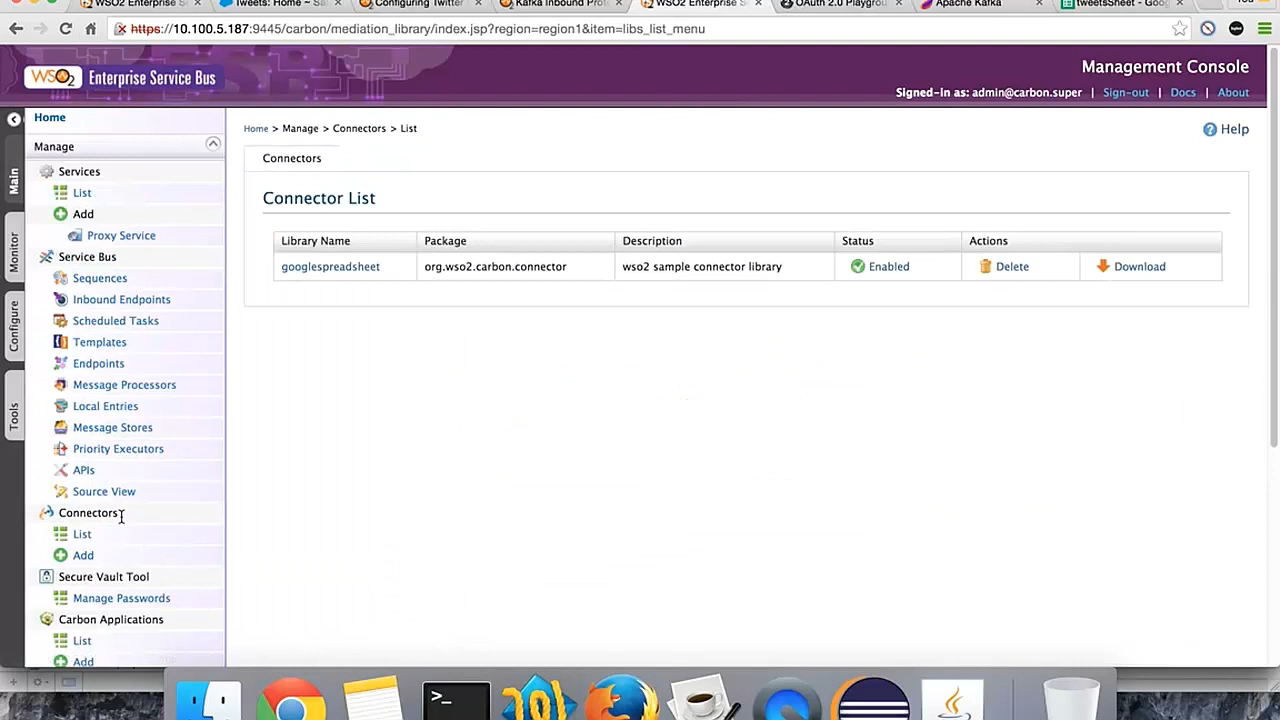 WSO2 Enterprise S
Tweets: Home ~ Sa
Configuring Twitter
Kafka Inbound Prot
WSO2 Enterprise S
OAuth 2.0 Playgrou
Apache Kafka
tweetsSheet - Goog
You
https://10.100.5.187:9445/carbon/mediation_library/index.jsp?region=region1&item=libs_list_menu
WSO2 Enterprise Service Bus
Management Console
Signed-in as: admin@carbon.super | Sign-out | Docs | About
Main
Monitor
Configure
Tools
Home
Manage
Services
List
Add
Proxy Service
Service Bus
Sequences
Inbound Endpoints
Scheduled Tasks
Templates
Endpoints
Message Processors
Local Entries
Message Stores
Priority Executors
APIs
Source View
Connectors
List
Add
Secure Vault Tool
Manage Passwords
Carbon Applications
List
Add
Home > Manage > Connectors > List
Help
Connectors
Connector List
Library Name Package Description Status Actions
googlespreadsheet org.wso2.carbon.connector wso2 sample connector library Enabled Delete Download
>_
101